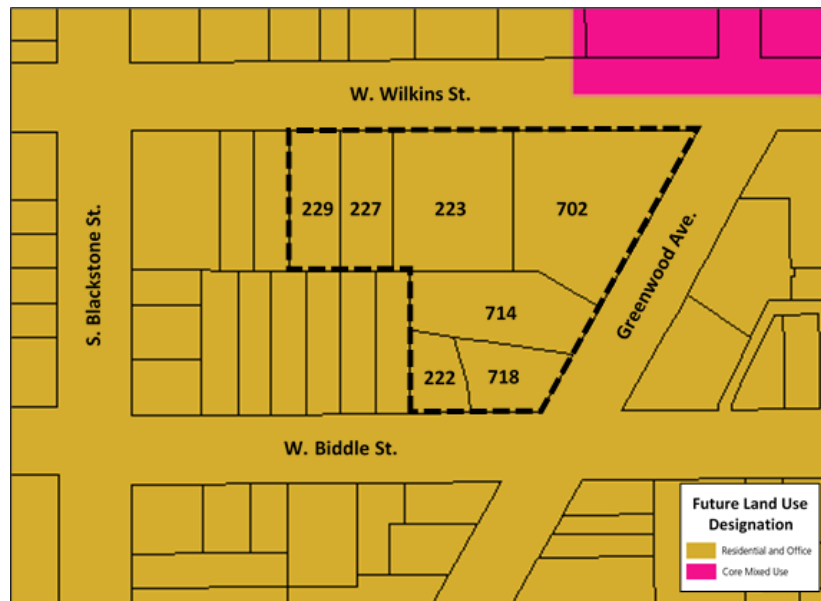 W. Wilkins St.
229
227
223
702
S. Blackstone St.
Greenwood Ave.
714
222
718
W. Biddle St.
Future Land Use
Designation
Residential and Office
Core Mixed Use